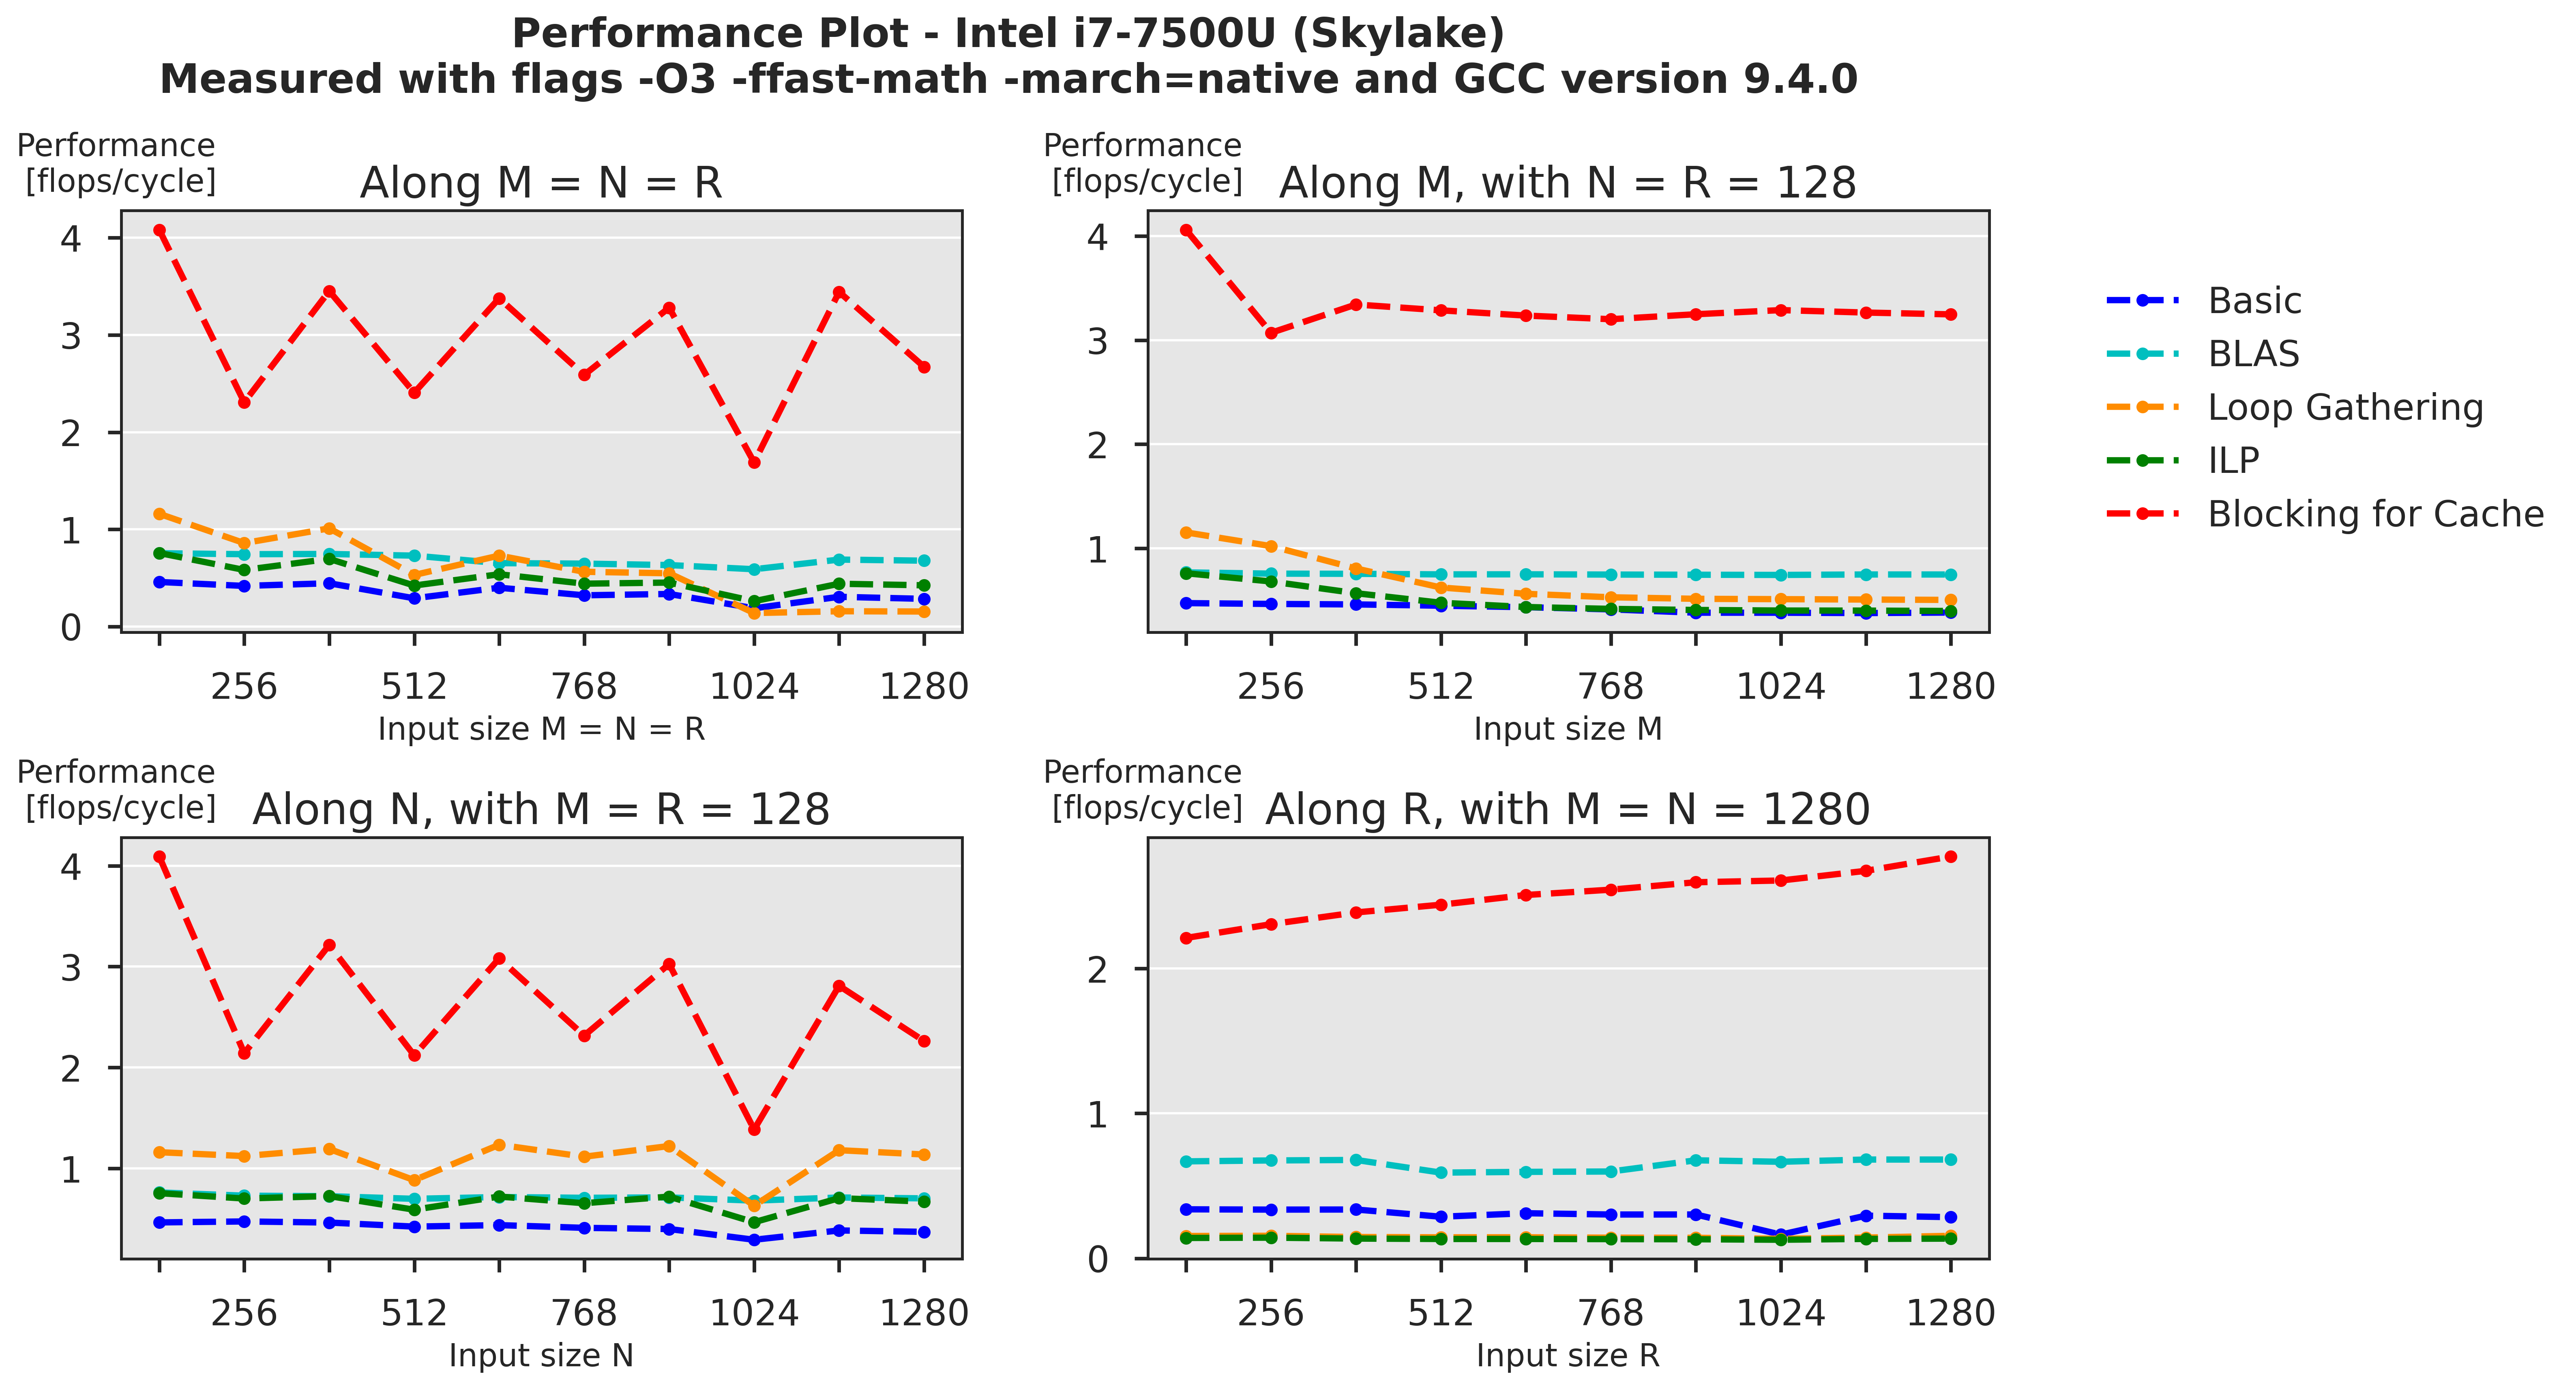 Performance Plot - Intel i7-7500U (Skylake)
Measured with flags -O3 -ffast-math -march=native and GCC version 9.4.0
Performance
[flops/cycle]
Along M = N = R
4
3
2
1
0
256 512 768 1024 1280
Input size M = N = R
Performance
[flops/cycle]
Along M, with N = R = 128
4
3
2
1
256 512 768 1024 1280
Input size M
Basic
BLAS
Loop Gathering
ILP
Blocking for Cache
Performance
[flops/cycle]
Along N, with M = R = 128
4
3
2
1
256 512 768 1024 1280
Input size N
Performance
[flops/cycle]
Along R, with M = N = 1280
2
1
0
256 512 768 1024 1280
Input size R